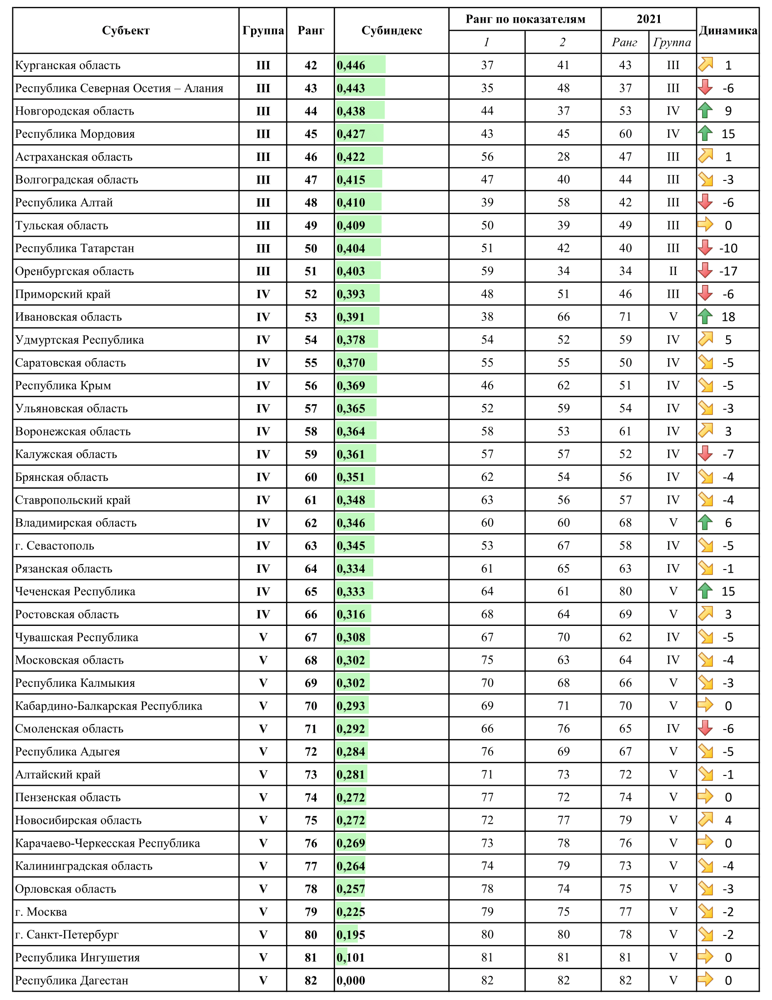 Субъект Группа Ранг Субиндекс Ранг по показателям 2021 Динамика
1 2 Ранг Группа
Курганская область III 42 0,446 37 41 43 III 1
Республика Северная Осетия – Алания III 43 0,443 35 48 37 III -6
Новгородская область III 44 0,438 44 37 53 IV 9
Республика Мордовия III 45 0,427 43 45 60 IV 15
Астраханская область III 46 0,422 56 28 47 III 1
Волгоградская область III 47 0,415 47 40 44 III -3
Республика Алтай III 48 0,410 39 58 42 III -6
Тульская область III 49 0,409 50 39 49 III 0
Республика Татарстан III 50 0,404 51 42 40 III -10
Оренбургская область III 51 0,403 59 34 34 II -17
Приморский край IV 52 0,393 48 51 46 III -6
Ивановская область IV 53 0,391 38 66 71 V 18
Удмуртская Республика IV 54 0,378 54 52 59 IV 5
Саратовская область IV 55 0,370 55 55 50 IV -5
Республика Крым IV 56 0,369 46 62 51 IV -5
Ульяновская область IV 57 0,365 52 59 54 IV -3
Воронежская область IV 58 0,364 58 53 61 IV 3
Калужская область IV 59 0,361 57 57 52 IV -7
Брянская область IV 60 0,351 62 54 56 IV -4
Ставропольский край IV 61 0,348 63 56 57 IV -4
Владимирская область IV 62 0,346 60 60 68 V 6
г. Севастополь IV 63 0,345 53 67 58 IV -5
Рязанская область IV 64 0,334 61 65 63 IV -1
Чеченская Республика IV 65 0,333 64 61 80 V 15
Ростовская область IV 66 0,316 68 64 69 V 3
Чувашская Республика V 67 0,308 67 70 62 IV -5
Московская область V 68 0,302 75 63 64 IV -4
Республика Калмыкия V 69 0,302 70 68 66 V -3
Кабардино-Балкарская Республика V 70 0,293 69 71 70 V 0
Смоленская область V 71 0,292 66 76 65 IV -6
Республика Адыгея V 72 0,284 76 69 67 V -5
Алтайский край V 73 0,281 71 73 72 V -1
Пензенская область V 74 0,272 77 72 74 V 0
Новосибирская область V 75 0,272 72 77 79 V 4
Карачаево-Черкесская Республика V 76 0,269 73 78 76 V 0
Калининградская область V 77 0,264 74 79 73 V -4
Орловская область V 78 0,257 78 74 75 V -3
г. Москва V 79 0,225 79 75 77 V -2
г. Санкт-Петербург V 80 0,195 80 80 78 V -2
Республика Ингушетия V 81 0,101 81 81 81 V 0
Республика Дагестан V 82 0,000 82 82 82 V 0